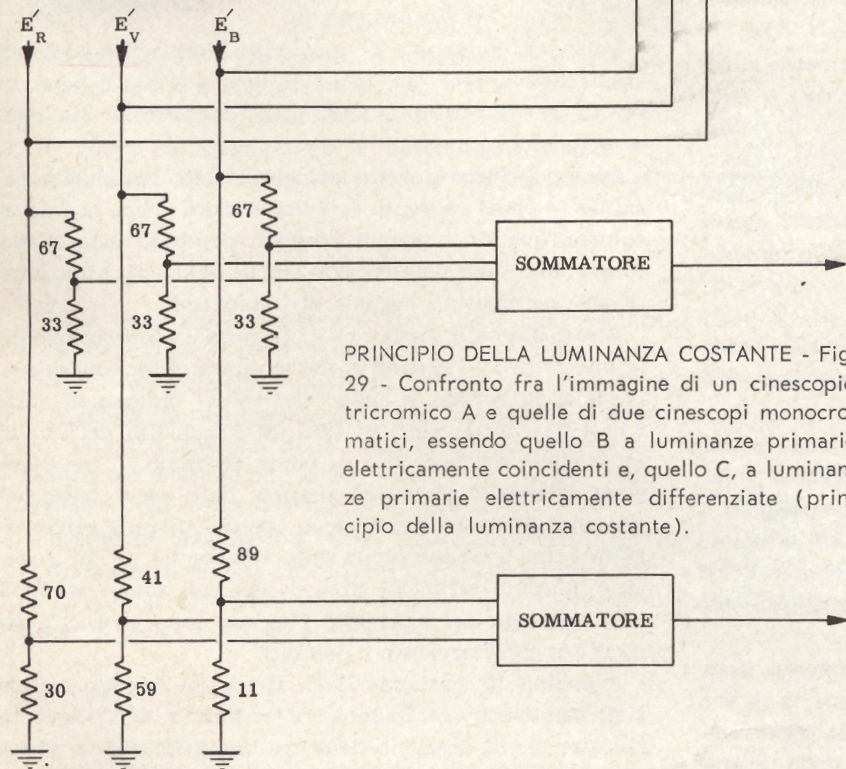 E′R E′V E′B
67 67 67
SOMMATORE
33 33 33
PRINCIPIO DELLA LUMINANZA COSTANTE - Fig
29 - Confronto fra l'immagine di un cinescopio
tricromico A e quelle di due cinescopi monocro
matici, essendo quello B a luminanze primarie
elettricamente coincidenti e, quello C, a luminan
ze primarie elettricamente differenziate (prin
cipio della luminanza costante).
70 41 89
SOMMATORE
30 59 11